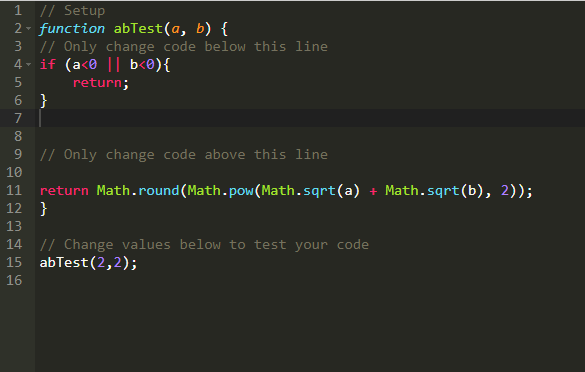 1 // Setup
2 function abTest(a, b) {
3 // Only change code below this line
4 if (a<0 || b<0){
5     return;
6 }
7
8
9 // Only change code above this line
10
11 return Math.round(Math.pow(Math.sqrt(a) + Math.sqrt(b), 2));
12 }
13
14 // Change values below to test your code
15 abTest(2,2);
16